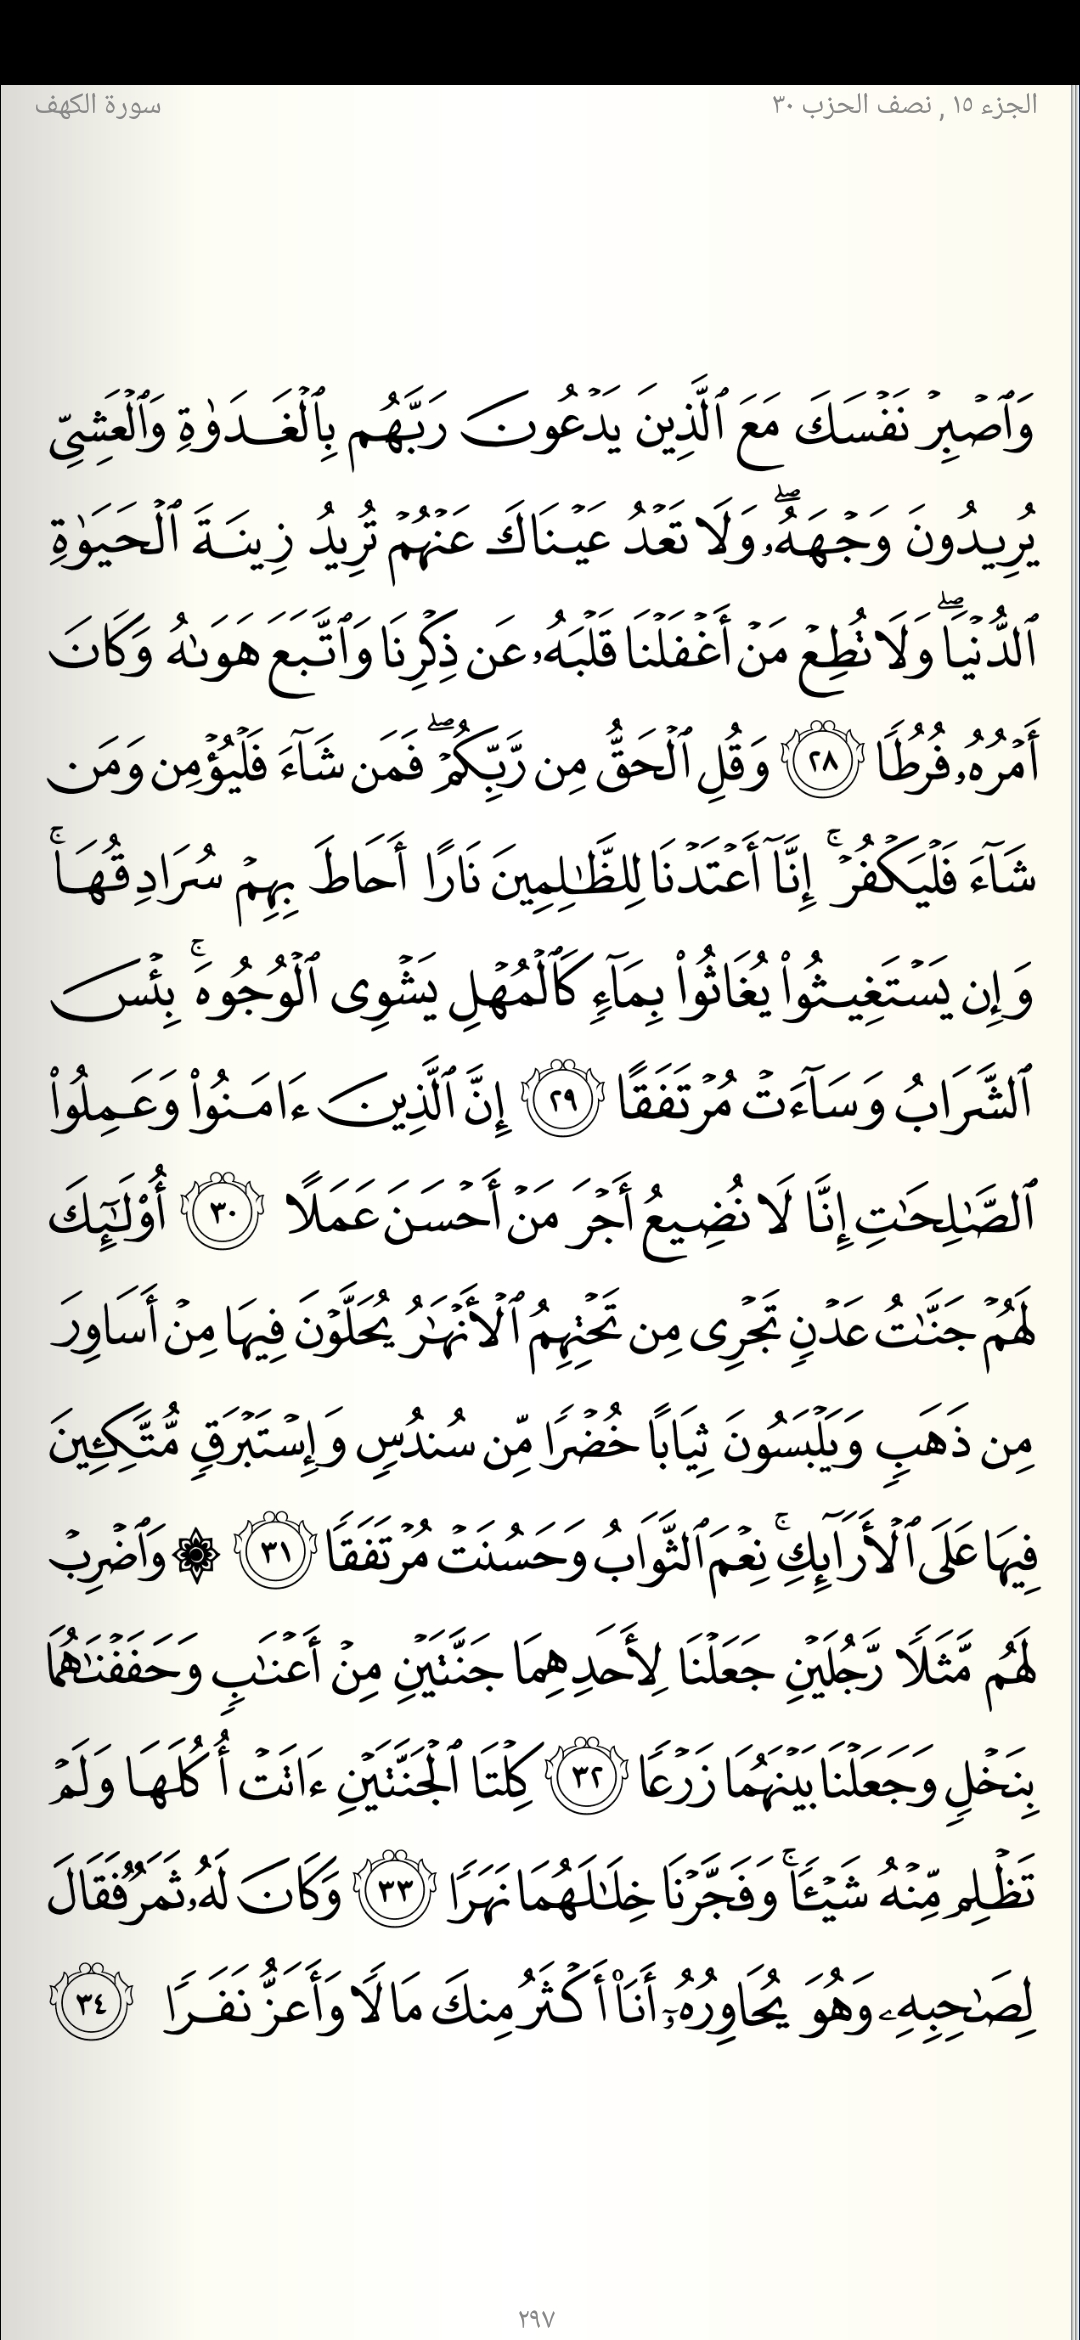 الجزء ١٥ , نصف الحزب ٣٠
سورة الكهف
وَٱصۡبِرۡ نَفۡسَكَ مَعَ ٱلَّذِينَ يَدۡعُونَ رَبَّهُم بِٱلۡغَدَوٰةِ وَٱلۡعَشِيِّ
يُرِيدُونَ وَجۡهَهُۥۖ وَلَا تَعۡدُ عَيۡنَاكَ عَنۡهُمۡ تُرِيدُ زِينَةَ ٱلۡحَيَوٰةِ
ٱلدُّنۡيَاۖ وَلَا تُطِعۡ مَنۡ أَغۡفَلۡنَا قَلۡبَهُۥ عَن ذِكۡرِنَا وَٱتَّبَعَ هَوَىٰهُ وَكَانَ
أَمۡرُهُۥ فُرُطٗا ٢٨ وَقُلِ ٱلۡحَقُّ مِن رَّبِّكُمۡۖ فَمَن شَآءَ فَلۡيُؤۡمِن وَمَن
شَآءَ فَلۡيَكۡفُرۡۚ إِنَّآ أَعۡتَدۡنَا لِلظَّٰلِمِينَ نَارًا أَحَاطَ بِهِمۡ سُرَادِقُهَاۚ
وَإِن يَسۡتَغِيثُواْ يُغَاثُواْ بِمَآءٖ كَٱلۡمُهۡلِ يَشۡوِي ٱلۡوُجُوهَۚ بِئۡسَ
ٱلشَّرَابُ وَسَآءَتۡ مُرۡتَفَقًا ٢٩ إِنَّ ٱلَّذِينَ ءَامَنُواْ وَعَمِلُواْ
ٱلصَّٰلِحَٰتِ إِنَّا لَا نُضِيعُ أَجۡرَ مَنۡ أَحۡسَنَ عَمَلًا ٣٠ أُوْلَٰٓئِكَ
لَهُمۡ جَنَّٰتُ عَدۡنٖ تَجۡرِي مِن تَحۡتِهِمُ ٱلۡأَنۡهَٰرُ يُحَلَّوۡنَ فِيهَا مِنۡ أَسَاوِرَ
مِن ذَهَبٖ وَيَلۡبَسُونَ ثِيَابًا خُضۡرٗا مِّن سُندُسٖ وَإِسۡتَبۡرَقٖ مُّتَّكِـِٔينَ
فِيهَا عَلَى ٱلۡأَرَآئِكِۚ نِعۡمَ ٱلثَّوَابُ وَحَسُنَتۡ مُرۡتَفَقٗا ٣١ ۞ وَٱضۡرِبۡ
لَهُم مَّثَلٗا رَّجُلَيۡنِ جَعَلۡنَا لِأَحَدِهِمَا جَنَّتَيۡنِ مِنۡ أَعۡنَٰبٖ وَحَفَفۡنَٰهُمَا
بِنَخۡلٖ وَجَعَلۡنَا بَيۡنَهُمَا زَرۡعٗا ٣٢ كِلۡتَا ٱلۡجَنَّتَيۡنِ ءَاتَتۡ أُكُلَهَا وَلَمۡ
تَظۡلِم مِّنۡهُ شَيۡـٔٗاۚ وَفَجَّرۡنَا خِلَٰلَهُمَا نَهَرٗا ٣٣ وَكَانَ لَهُۥ ثَمَرٞ فَقَالَ
لِصَٰحِبِهِۦ وَهُوَ يُحَاوِرُهُۥٓ أَنَا۠ أَكۡثَرُ مِنكَ مَالٗا وَأَعَزُّ نَفَرٗا ٣٤
٢٩٧